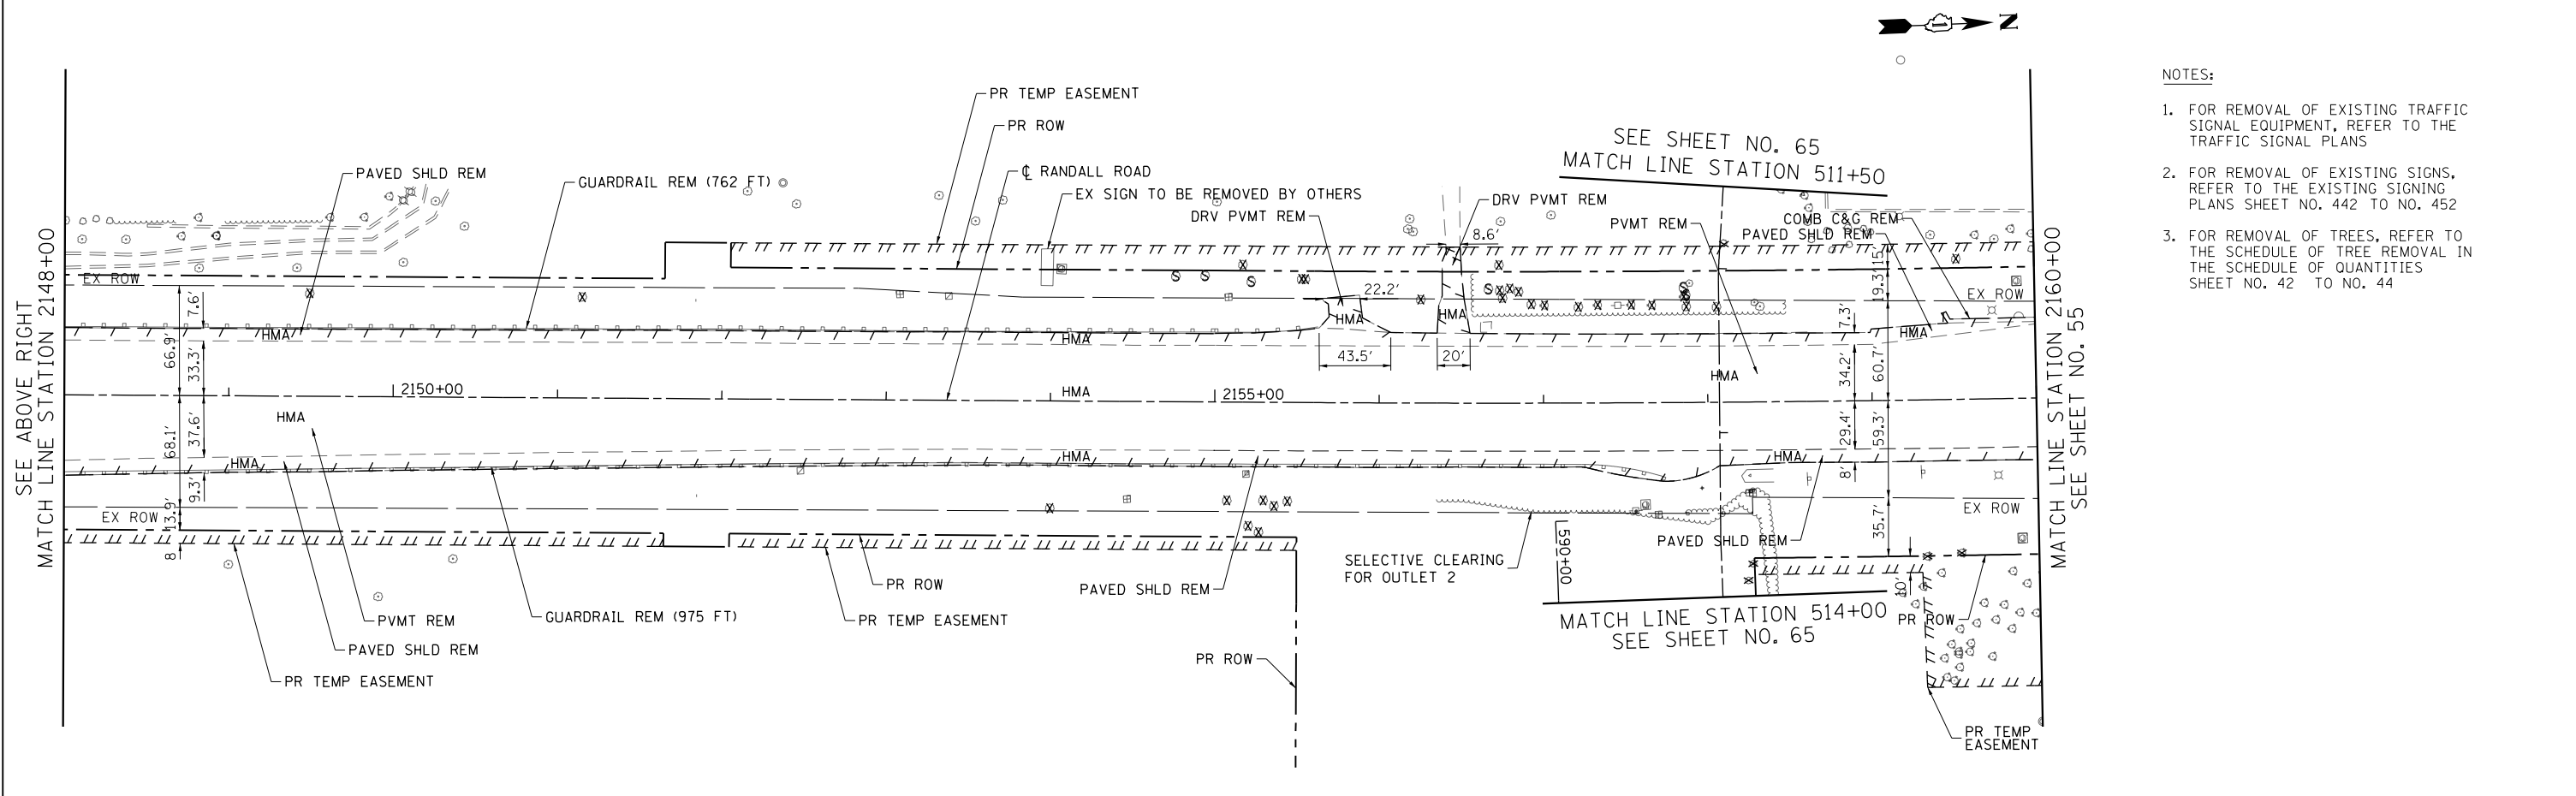 N
NOTES:
1. FOR REMOVAL OF EXISTING TRAFFIC
SIGNAL EQUIPMENT, REFER TO THE
TRAFFIC SIGNAL PLANS
2. FOR REMOVAL OF EXISTING SIGNS,
REFER TO THE EXISTING SIGNING
PLANS SHEET NO. 442 TO NO. 452
3. FOR REMOVAL OF TREES, REFER TO
THE SCHEDULE OF TREE REMOVAL IN
THE SCHEDULE OF QUANTITIES
SHEET NO. 42 TO NO. 44
SEE ABOVE RIGHT
MATCH LINE STATION 2148+00
PR TEMP EASEMENT
PR ROW
℄ RANDALL ROAD
EX SIGN TO BE REMOVED BY OTHERS
PAVED SHLD REM
GUARDRAIL REM (762 FT)
DRV PVMT REM
DRV PVMT REM
SEE SHEET NO. 65
MATCH LINE STATION 511+50
PVMT REM
COMB C&G REM
PAVED SHLD REM
8.6'
15'
19.3'
EX ROW
EX ROW
22.2'
7.6'
7.3'
HMA
HMA
HMA
HMA
HMA
66.9'
33.3'
43.5'
20'
34.2'
60.7'
HMA
2150+00
HMA
2155+00
HMA
68.1'
37.6'
29.4'
59.3'
HMA
HMA
HMA
9.3'
8'
EX ROW
13.9'
EX ROW
8'
35.7'
590+00
SELECTIVE CLEARING
FOR OUTLET 2
PAVED SHLD REM
10'
PR ROW
PR TEMP EASEMENT
PAVED SHLD REM
GUARDRAIL REM (975 FT)
PVMT REM
PAVED SHLD REM
PR TEMP EASEMENT
PR ROW
MATCH LINE STATION 514+00
SEE SHEET NO. 65
PR ROW
PR TEMP
EASEMENT
MATCH LINE STATION 2160+00
SEE SHEET NO. 55